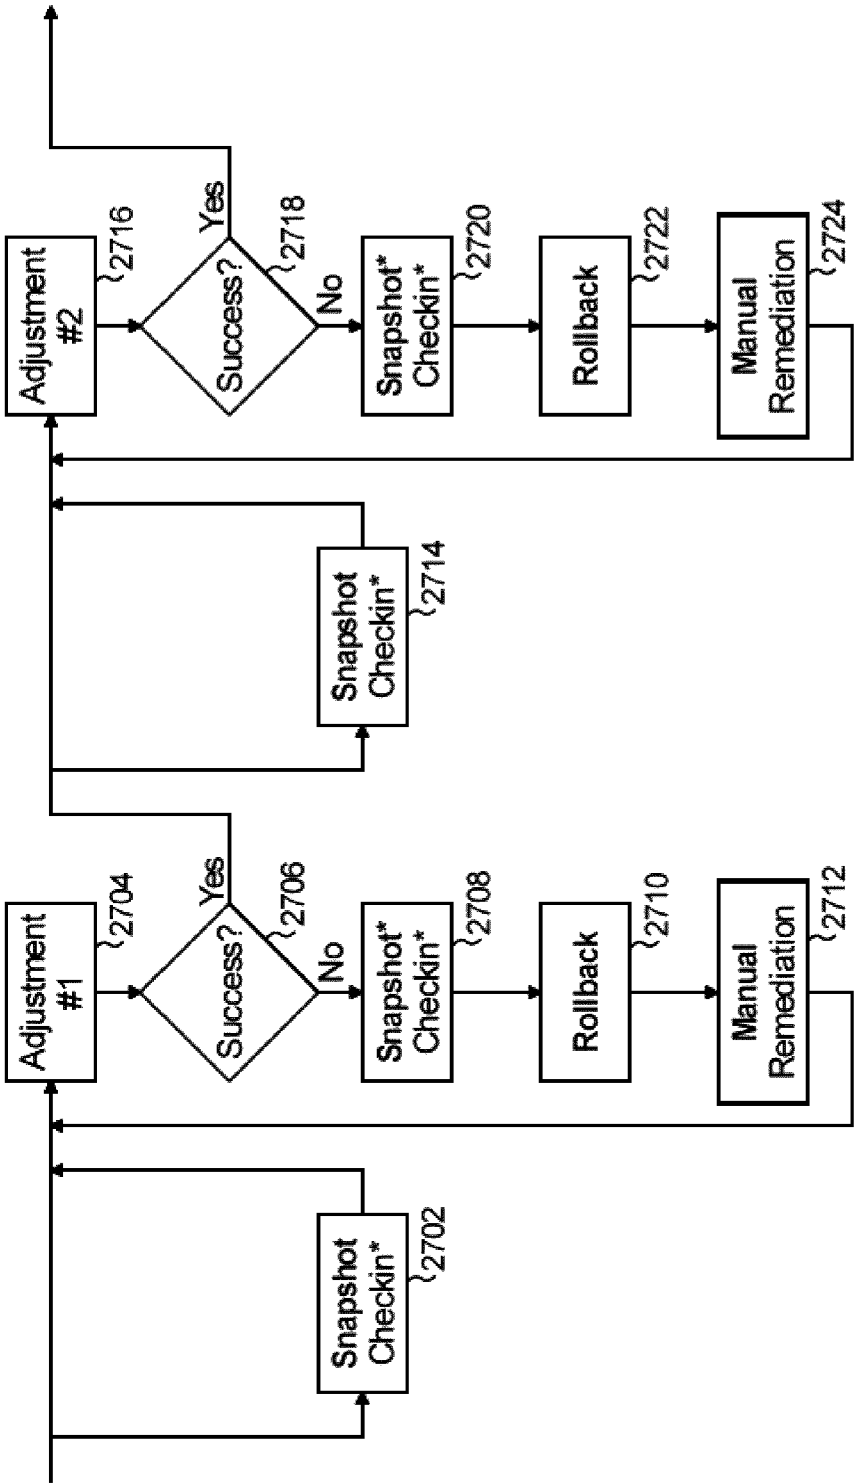 Adjustment
#1
2704
Success?
2706
Yes
No
Snapshot
Checkin*
2702
Snapshot*
Checkin*
2708
Rollback
2710
Manual
Remediation
2712
Adjustment
#2
2716
Success?
2718
Yes
No
Snapshot
Checkin*
2714
Snapshot*
Checkin*
2720
Rollback
2722
Manual
Remediation
2724